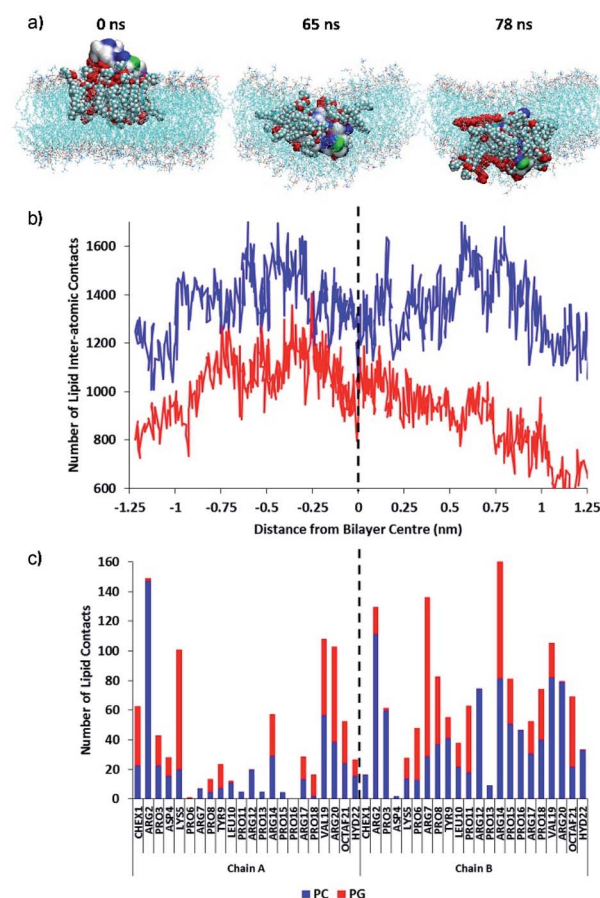 a)
0 ns 65 ns 78 ns
b)
Number of Lipid Inter-atomic Contacts
1600
1400
1200
1000
800
600
-1.25 -1 -0.75 -0.5 -0.25 0 0.25 0.5 0.75 1 1.25
Distance from Bilayer Centre (nm)
c)
Number of Lipid Contacts
160
140
120
100
80
60
40
20
0
CHEX1
ARG2
PRO3
ASP4
LYS5
PRO6
ARG7
PRO8
TYR9
LEU10
PRO11
ARG12
PRO13
ARG14
PRO15
PRO16
ARG17
PRO18
VAL19
ARG20
OCTAF21
HYD22
CHEX1
ARG2
PRO3
ASP4
LYS5
PRO6
ARG7
PRO8
TYR9
LEU10
PRO11
ARG12
PRO13
ARG14
PRO15
PRO16
ARG17
PRO18
VAL19
ARG20
OCTAF21
HYD22
Chain A Chain B
PC PG